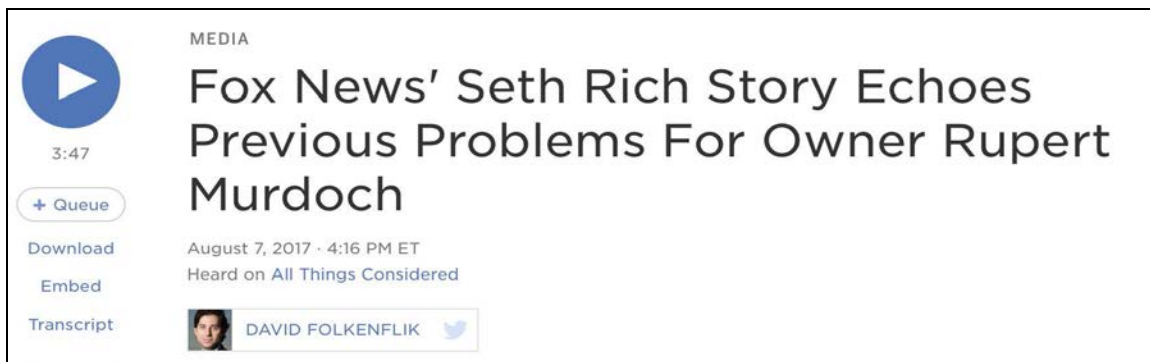 MEDIA
Fox News' Seth Rich Story Echoes
Previous Problems For Owner Rupert
Murdoch
3:47
+ Queue
Download
Embed
Transcript
August 7, 2017 · 4:16 PM ET
Heard on All Things Considered
DAVID FOLKENFLIK